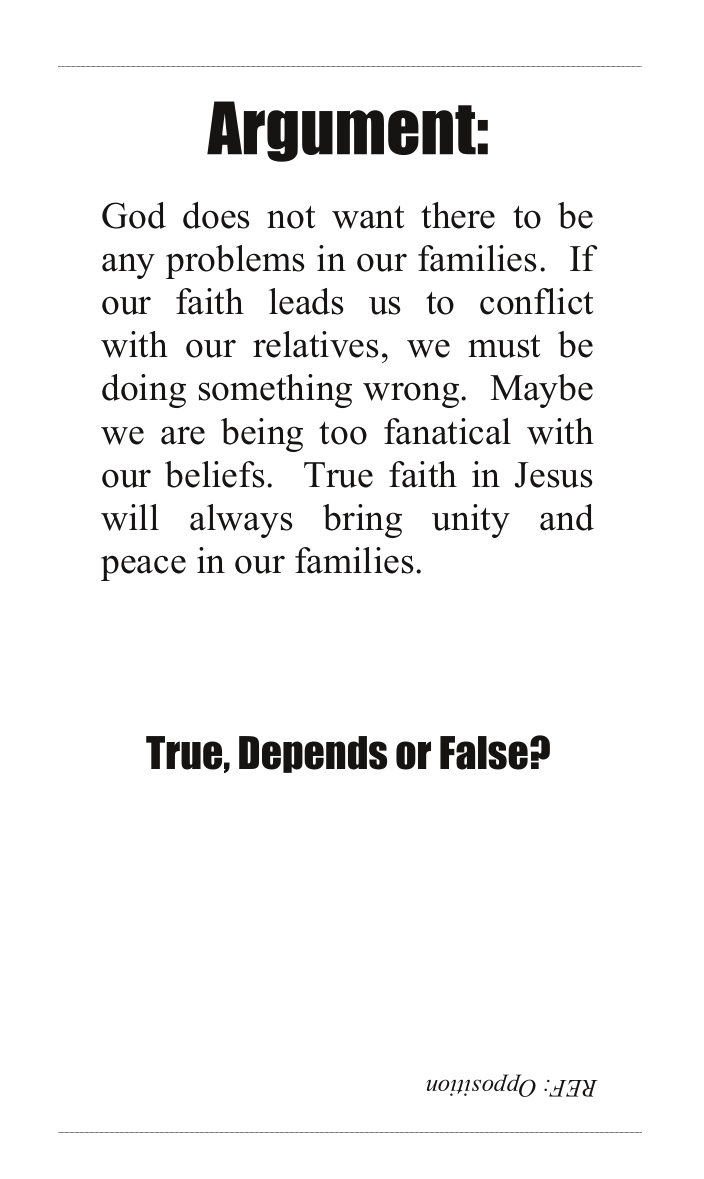 Argument:
God does not want there to be
any problems in our families.  If
our faith leads us to conflict
with our relatives, we must be
doing something wrong.  Maybe
we are being too fanatical with
our beliefs.  True faith in Jesus
will always bring unity and
peace in our families.
True, Depends or False?
REF: Opposition